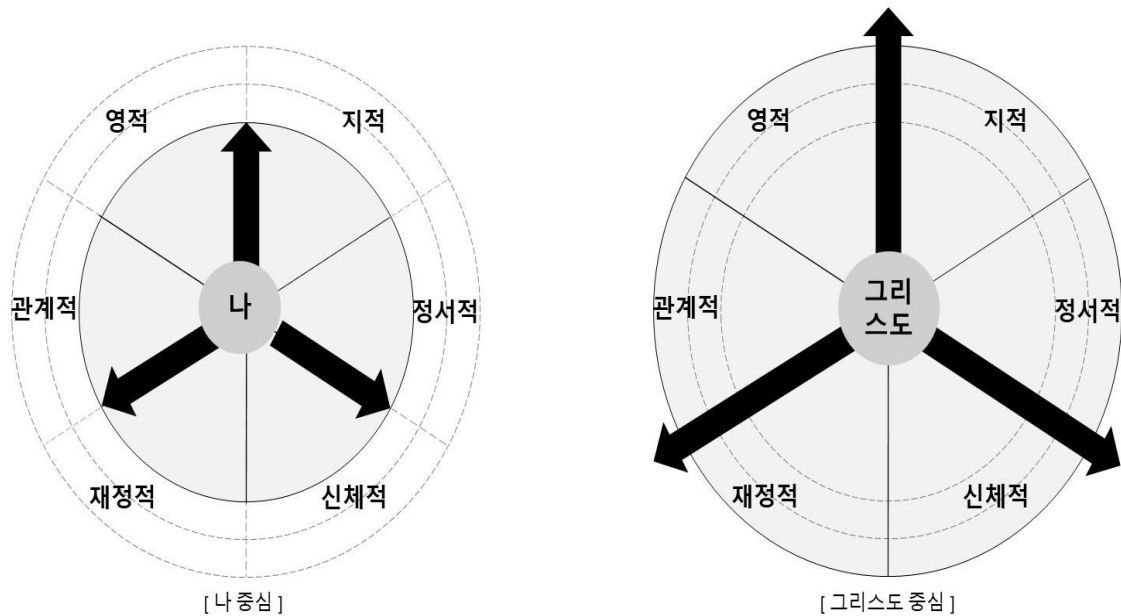 영적
지적
관계적
나
정서적
재정적
신체적
[ 나 중심 ]
영적
지적
관계적
그리
스도
정서적
재정적
신체적
[ 그리스도 중심 ]